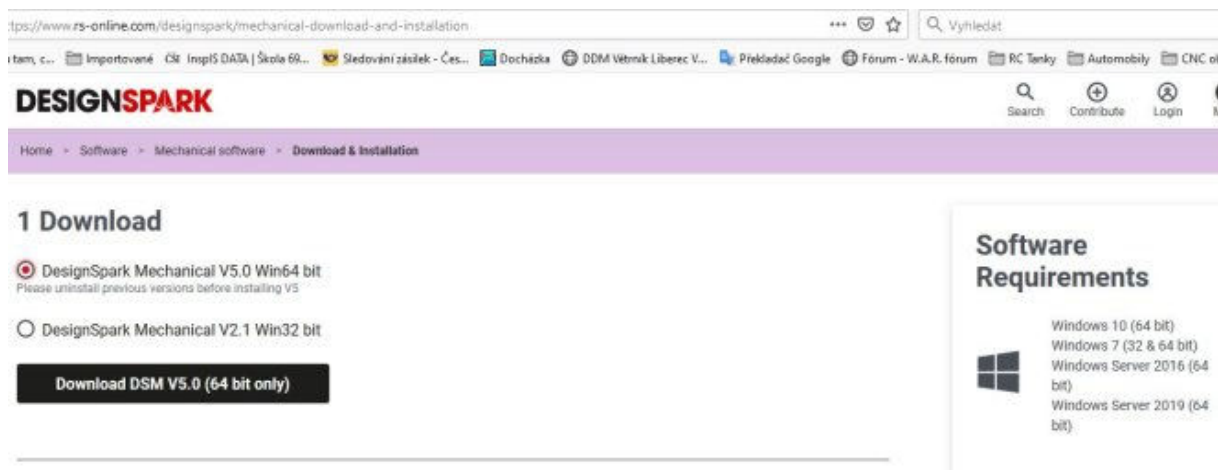 tps://www.rs-online.com/designspark/mechanical-download-and-installation
Vyhledat
tam, c... Importované ČŠI InspIS DATA | Škola 69... Sledování zásilek - Čes... Docházka DDM Větrník Liberec V... Překladač Google Fórum - W.A.R. fórum RC Tanky Automobily CNC ob
DESIGNSPARK
Search Contribute Login
Home > Software > Mechanical software > Download & Installation
1 Download
DesignSpark Mechanical V5.0 Win64 bit
Please uninstall previous versions before installing V5
DesignSpark Mechanical V2.1 Win32 bit
Download DSM V5.0 (64 bit only)
Software
Requirements
Windows 10 (64 bit)
Windows 7 (32 & 64 bit)
Windows Server 2016 (64
bit)
Windows Server 2019 (64
bit)